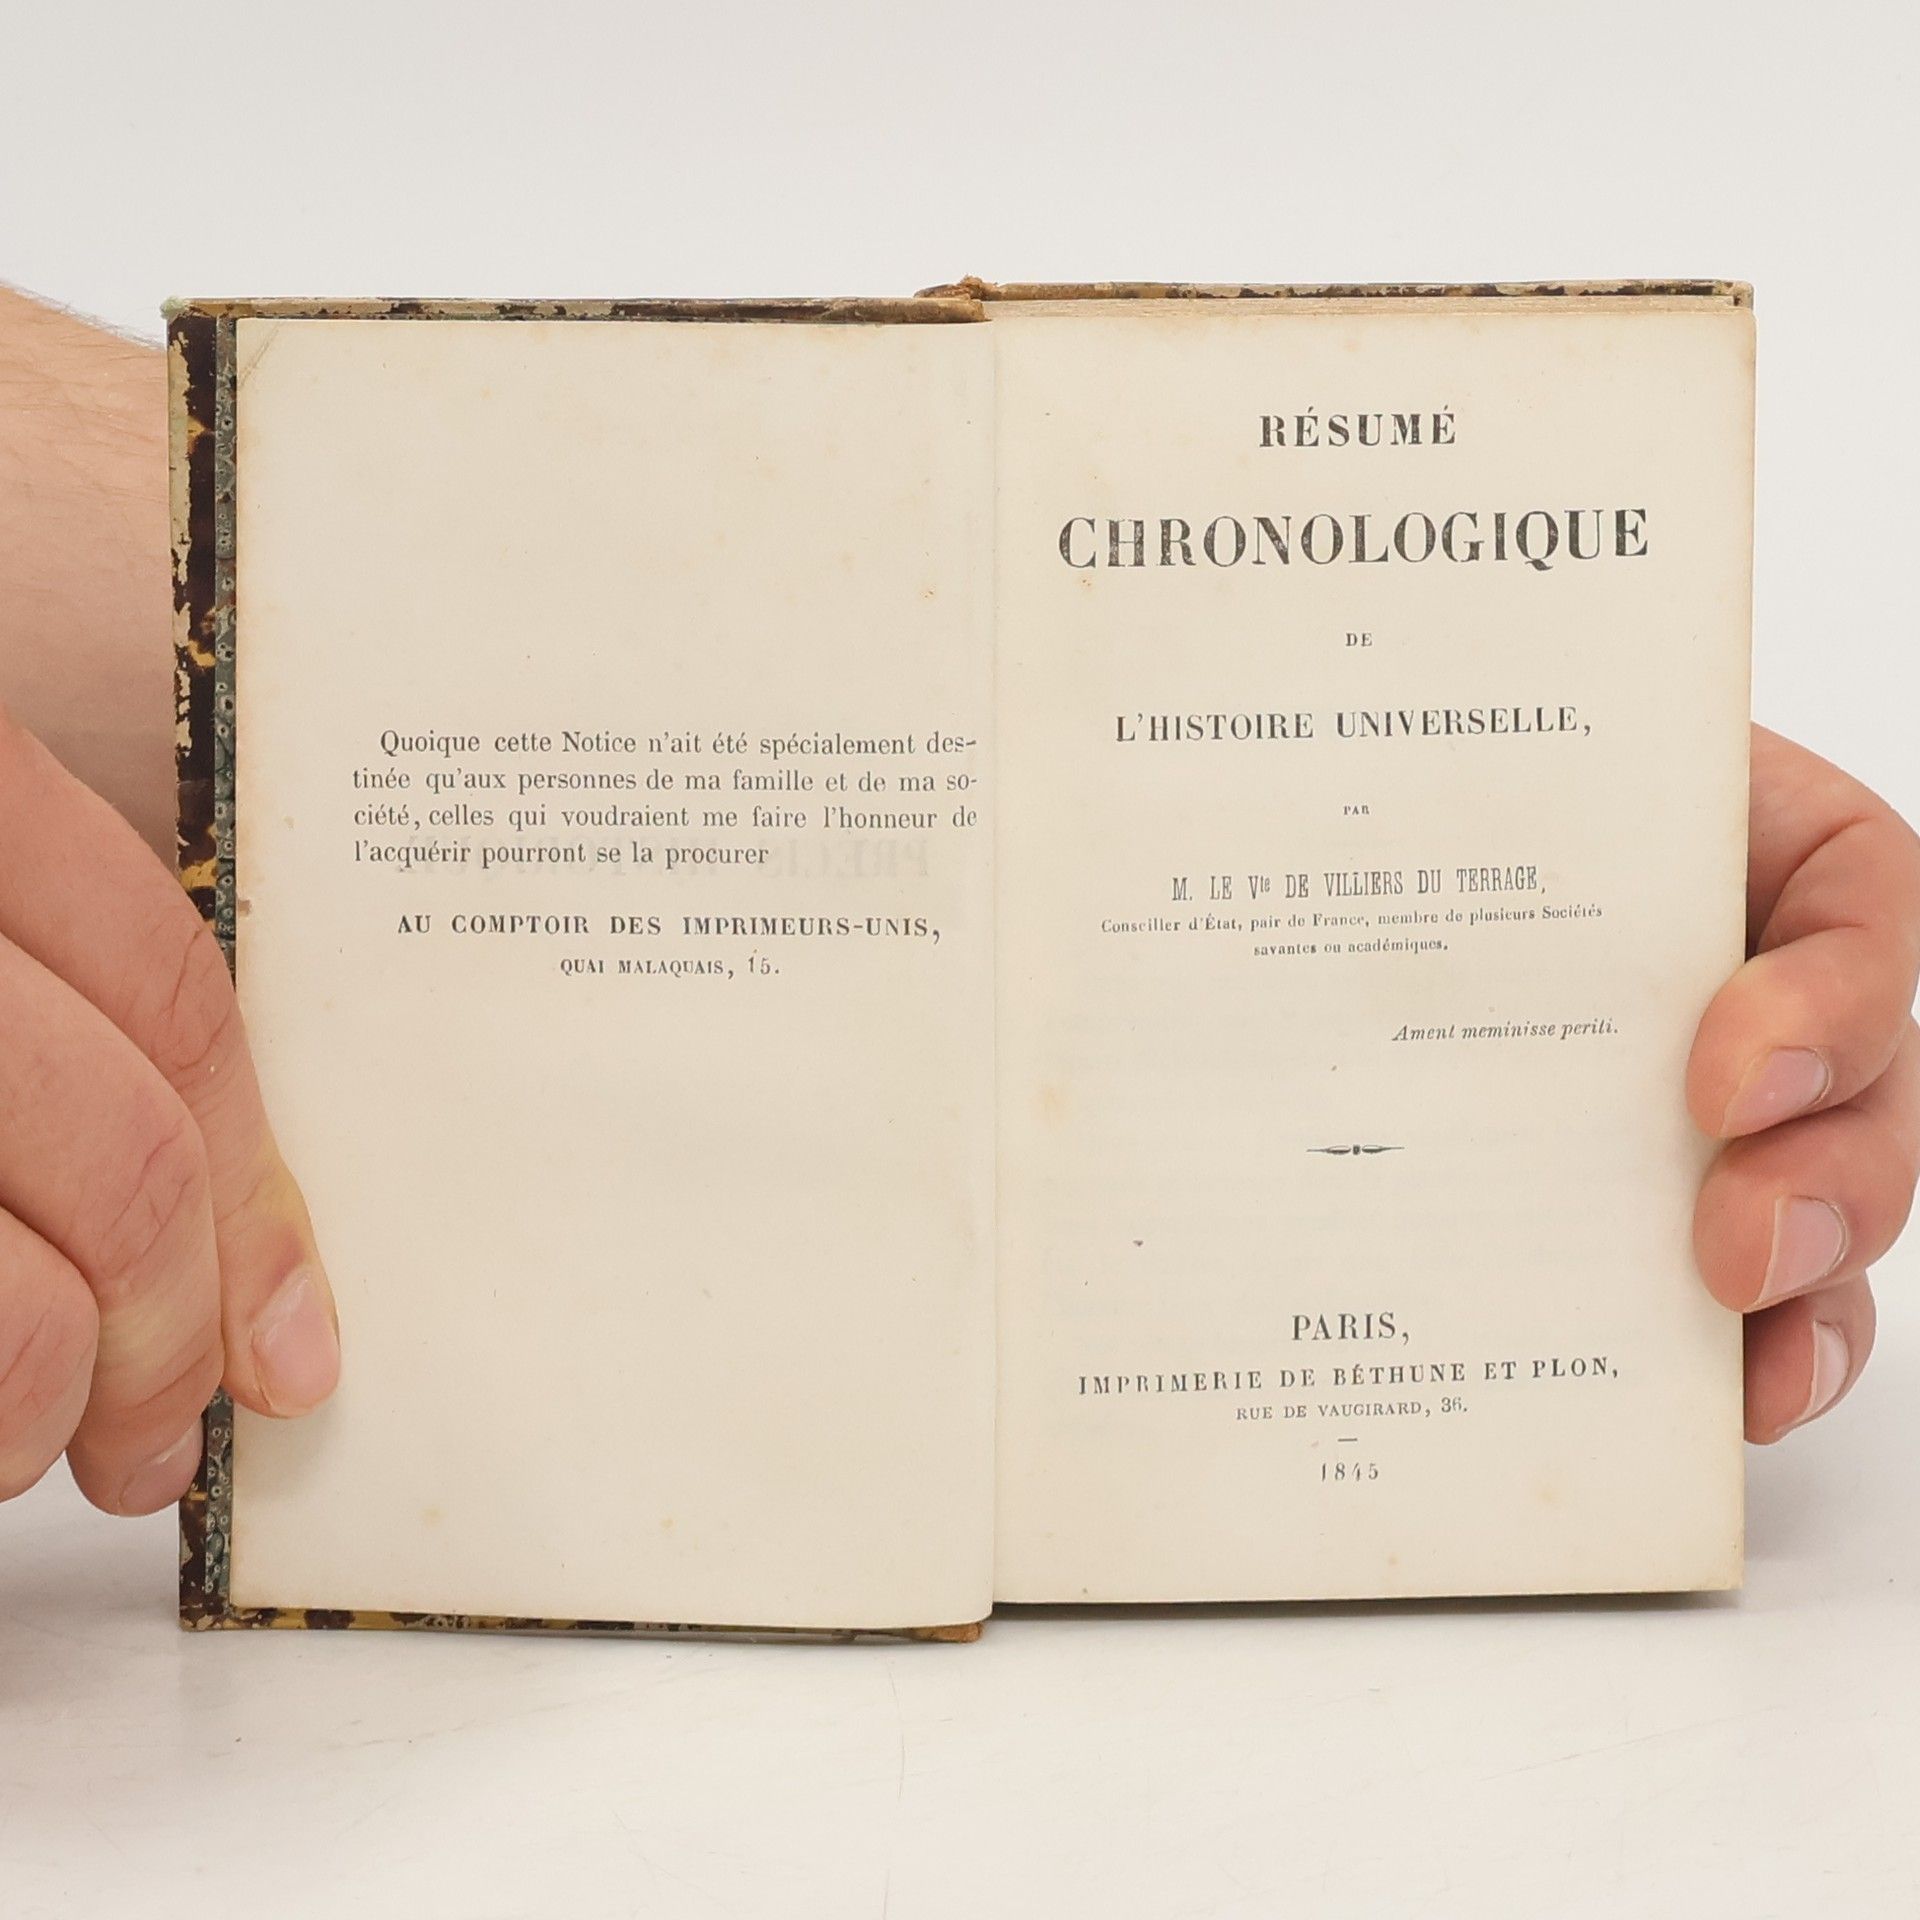 Quoique cette Notice n'ait été spécialement des-
tinée qu'aux personnes de ma famille et de ma so-
ciété, celles qui voudraient me faire l'honneur de
l'acquérir pourront se la procurer
AU COMPTOIR DES IMPRIMEURS-UNIS,
QUAI MALAQUAIS, 15.
RÉSUMÉ
CHRONOLOGIQUE
DE
L'HISTOIRE UNIVERSELLE,
PAR
M. LE Vte DE VILLIERS DU TERRAGE,
Conseiller d'État, pair de France, membre de plusieurs Sociétés
savantes ou académiques.
Ament meminisse periti.
PARIS,
IMPRIMERIE DE BÉTHUNE ET PLON,
RUE DE VAUGIRARD, 36.
1845